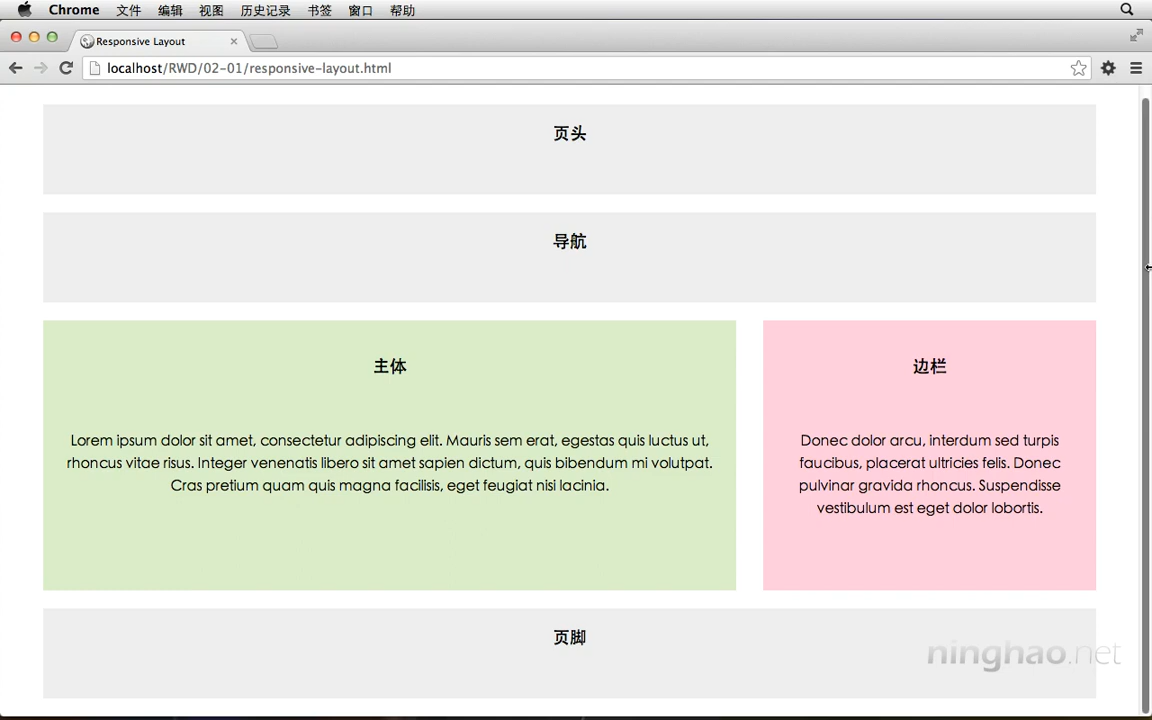 Chrome 文件 编辑 视图 历史记录 书签 窗口 帮助
Responsive Layout
localhost/RWD/02-01/responsive-layout.html
页头
导航
主体
Lorem ipsum dolor sit amet, consectetur adipiscing elit. Mauris sem erat, egestas quis luctus ut,
rhoncus vitae risus. Integer venenatis libero sit amet sapien dictum, quis bibendum mi volutpat.
Cras pretium quam quis magna facilisis, eget feugiat nisi lacinia.
边栏
Donec dolor arcu, interdum sed turpis
faucibus, placerat ultricies felis. Donec
pulvinar gravida rhoncus. Suspendisse
vestibulum est eget dolor lobortis.
页脚
ninghao.net